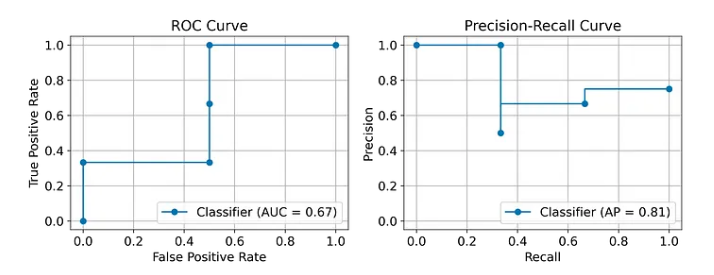 ROC Curve
1.0
0.8
0.6
0.4
0.2
0.0
True Positive Rate
Classifier (AUC = 0.67)
0.0 0.2 0.4 0.6 0.8 1.0
False Positive Rate
Precision-Recall Curve
1.0
0.8
0.6
0.4
0.2
0.0
Precision
Classifier (AP = 0.81)
0.0 0.2 0.4 0.6 0.8 1.0
Recall